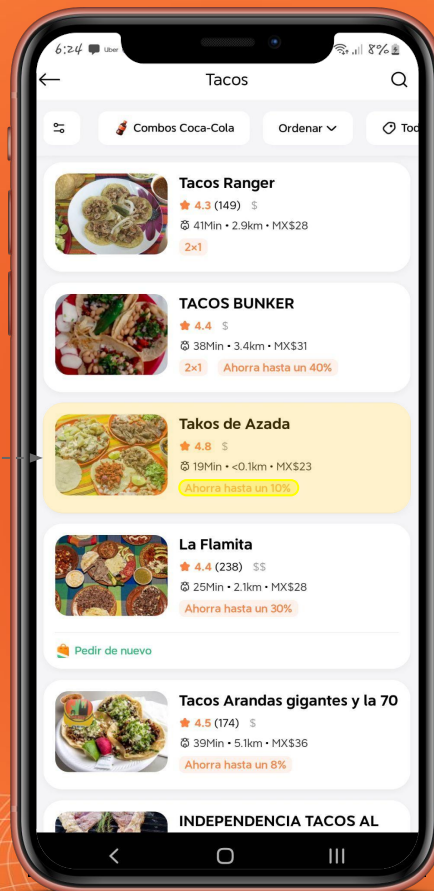 6:24 Uber 8%
Tacos
Combos Coca-Cola Ordenar Tod
Tacos Ranger
4.3 (149) $
41Min • 2.9km • MX$28
2×1
TACOS BUNKER
4.4 $
38Min • 3.4km • MX$31
2×1 Ahorra hasta un 40%
Takos de Azada
4.8 $
19Min • <0.1km • MX$23
Ahorra hasta un 10%
La Flamita
4.4 (238) $$
25Min • 2.1km • MX$28
Ahorra hasta un 30%
Pedir de nuevo
Tacos Arandas gigantes y la 70
4.5 (174) $
39Min • 5.1km • MX$36
Ahorra hasta un 8%
INDEPENDENCIA TACOS AL